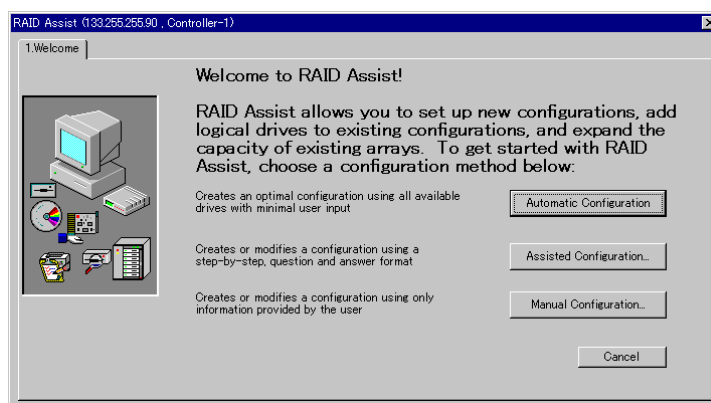 RAID Assist (133.255.255.90 , Controller-1)
1.Welcome
Welcome to RAID Assist!
RAID Assist allows you to set up new configurations, add
logical drives to existing configurations, and expand the
capacity of existing arrays. To get started with RAID
Assist, choose a configuration method below:
Creates an optimal configuration using all available
drives with minimal user input
Automatic Configuration
Creates or modifies a configuration using a
step-by-step, question and answer format
Assisted Configuration...
Creates or modifies a configuration using only
information provided by the user
Manual Configuration...
Cancel